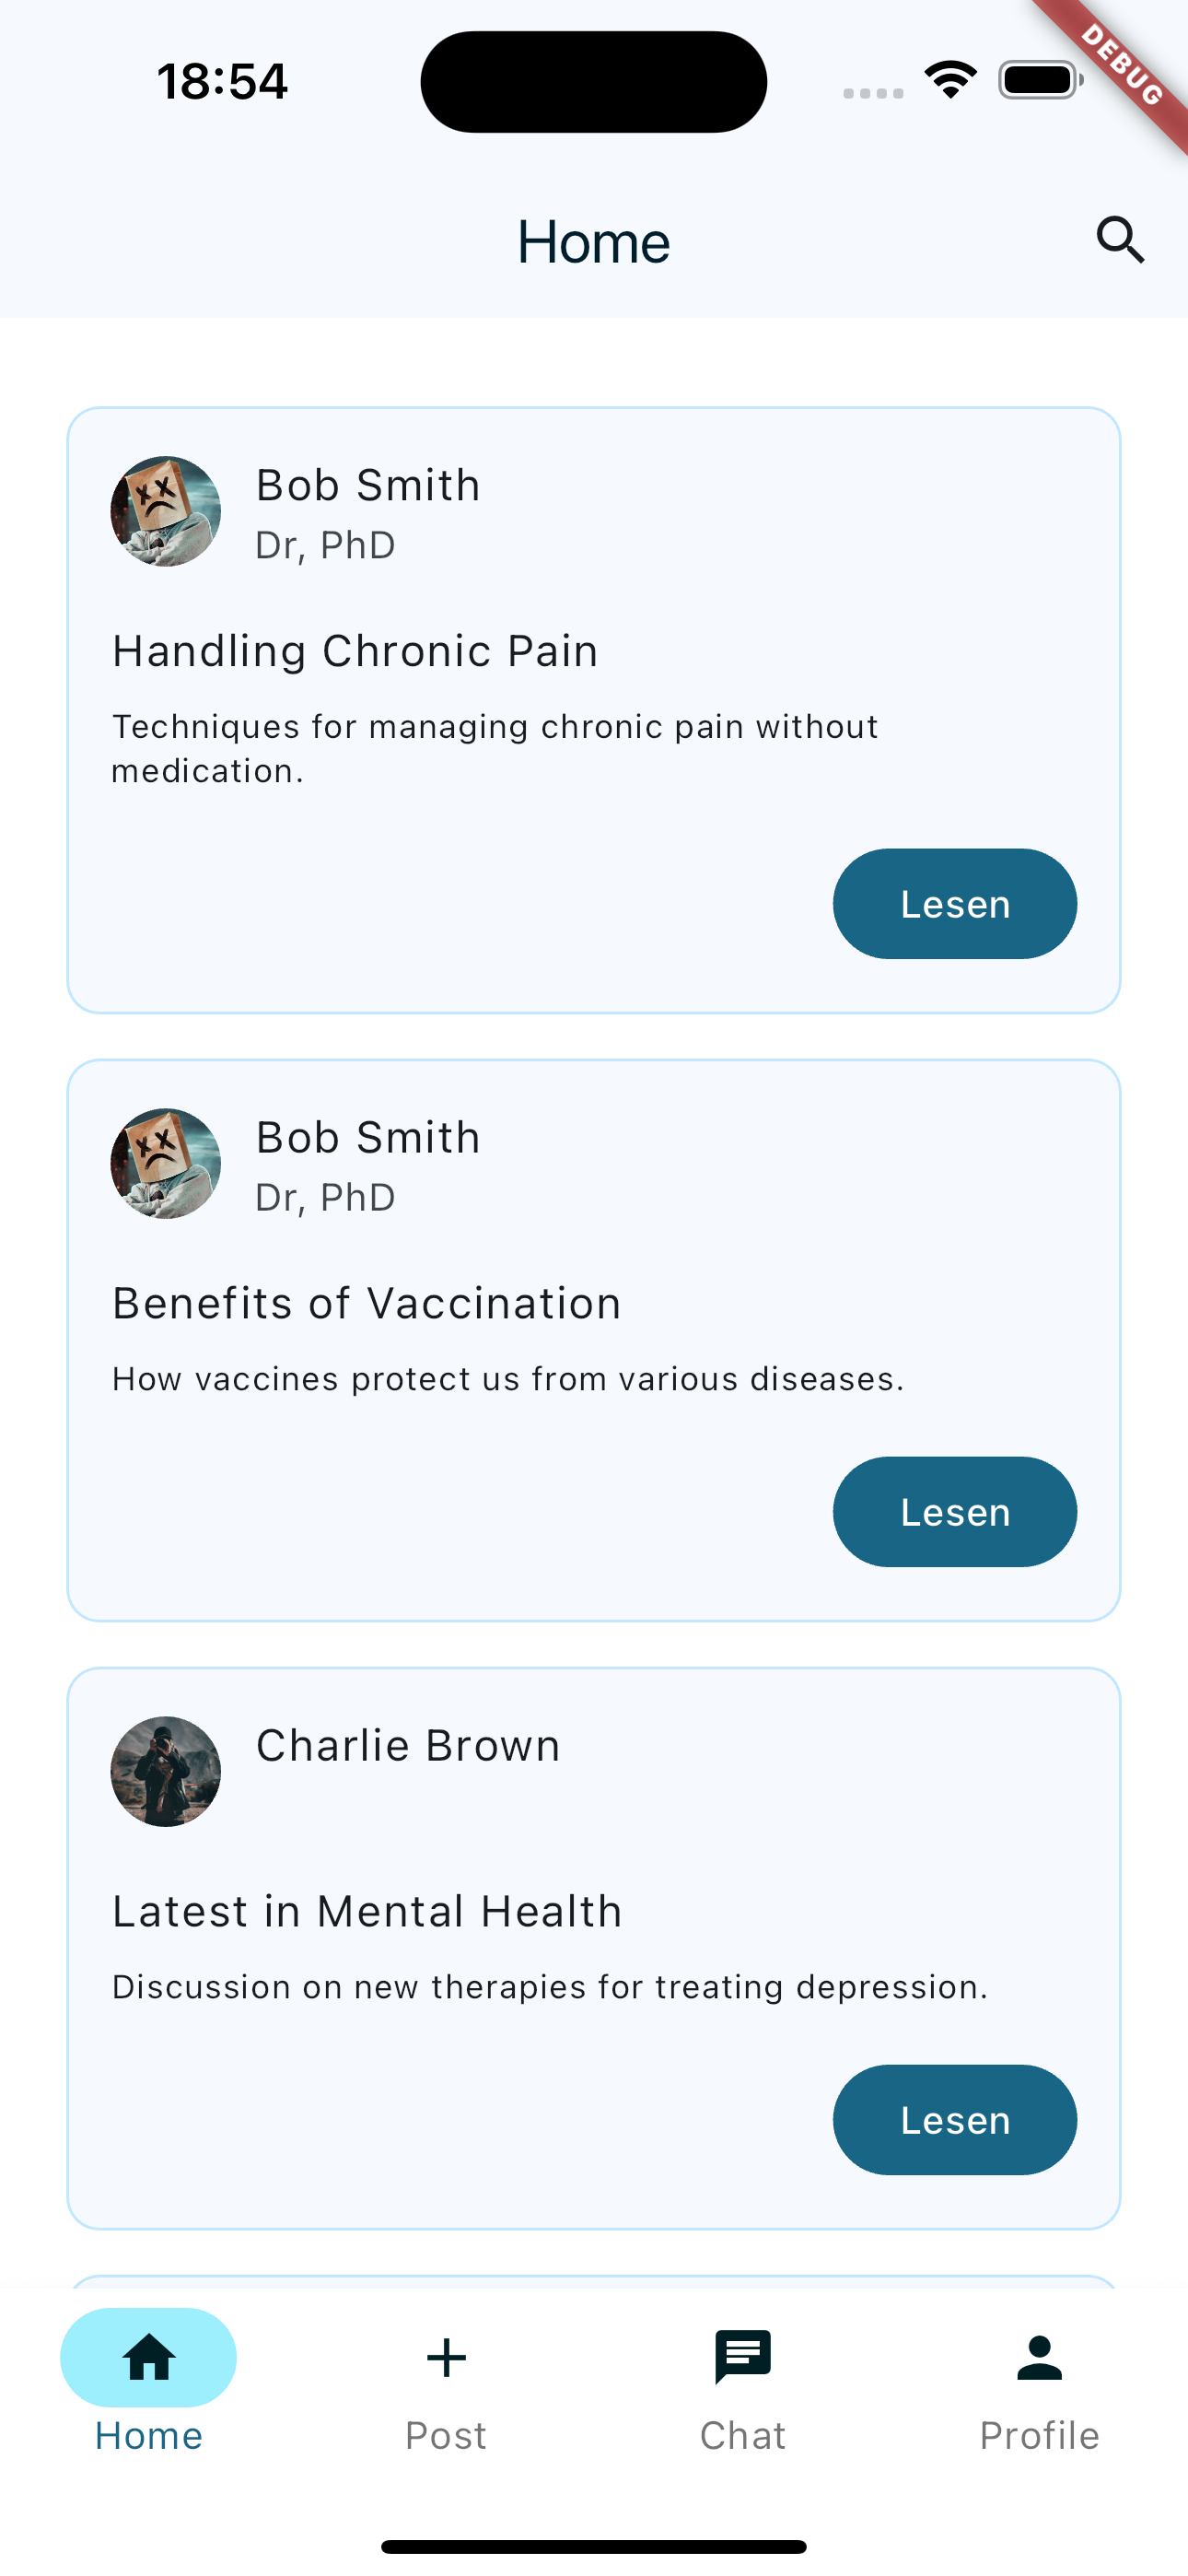 18:54
DEBUG
Home
Bob Smith
Dr, PhD
Handling Chronic Pain
Techniques for managing chronic pain without
medication.
Lesen
Bob Smith
Dr, PhD
Benefits of Vaccination
How vaccines protect us from various diseases.
Lesen
Charlie Brown
Latest in Mental Health
Discussion on new therapies for treating depression.
Lesen
Home
Post
Chat
Profile